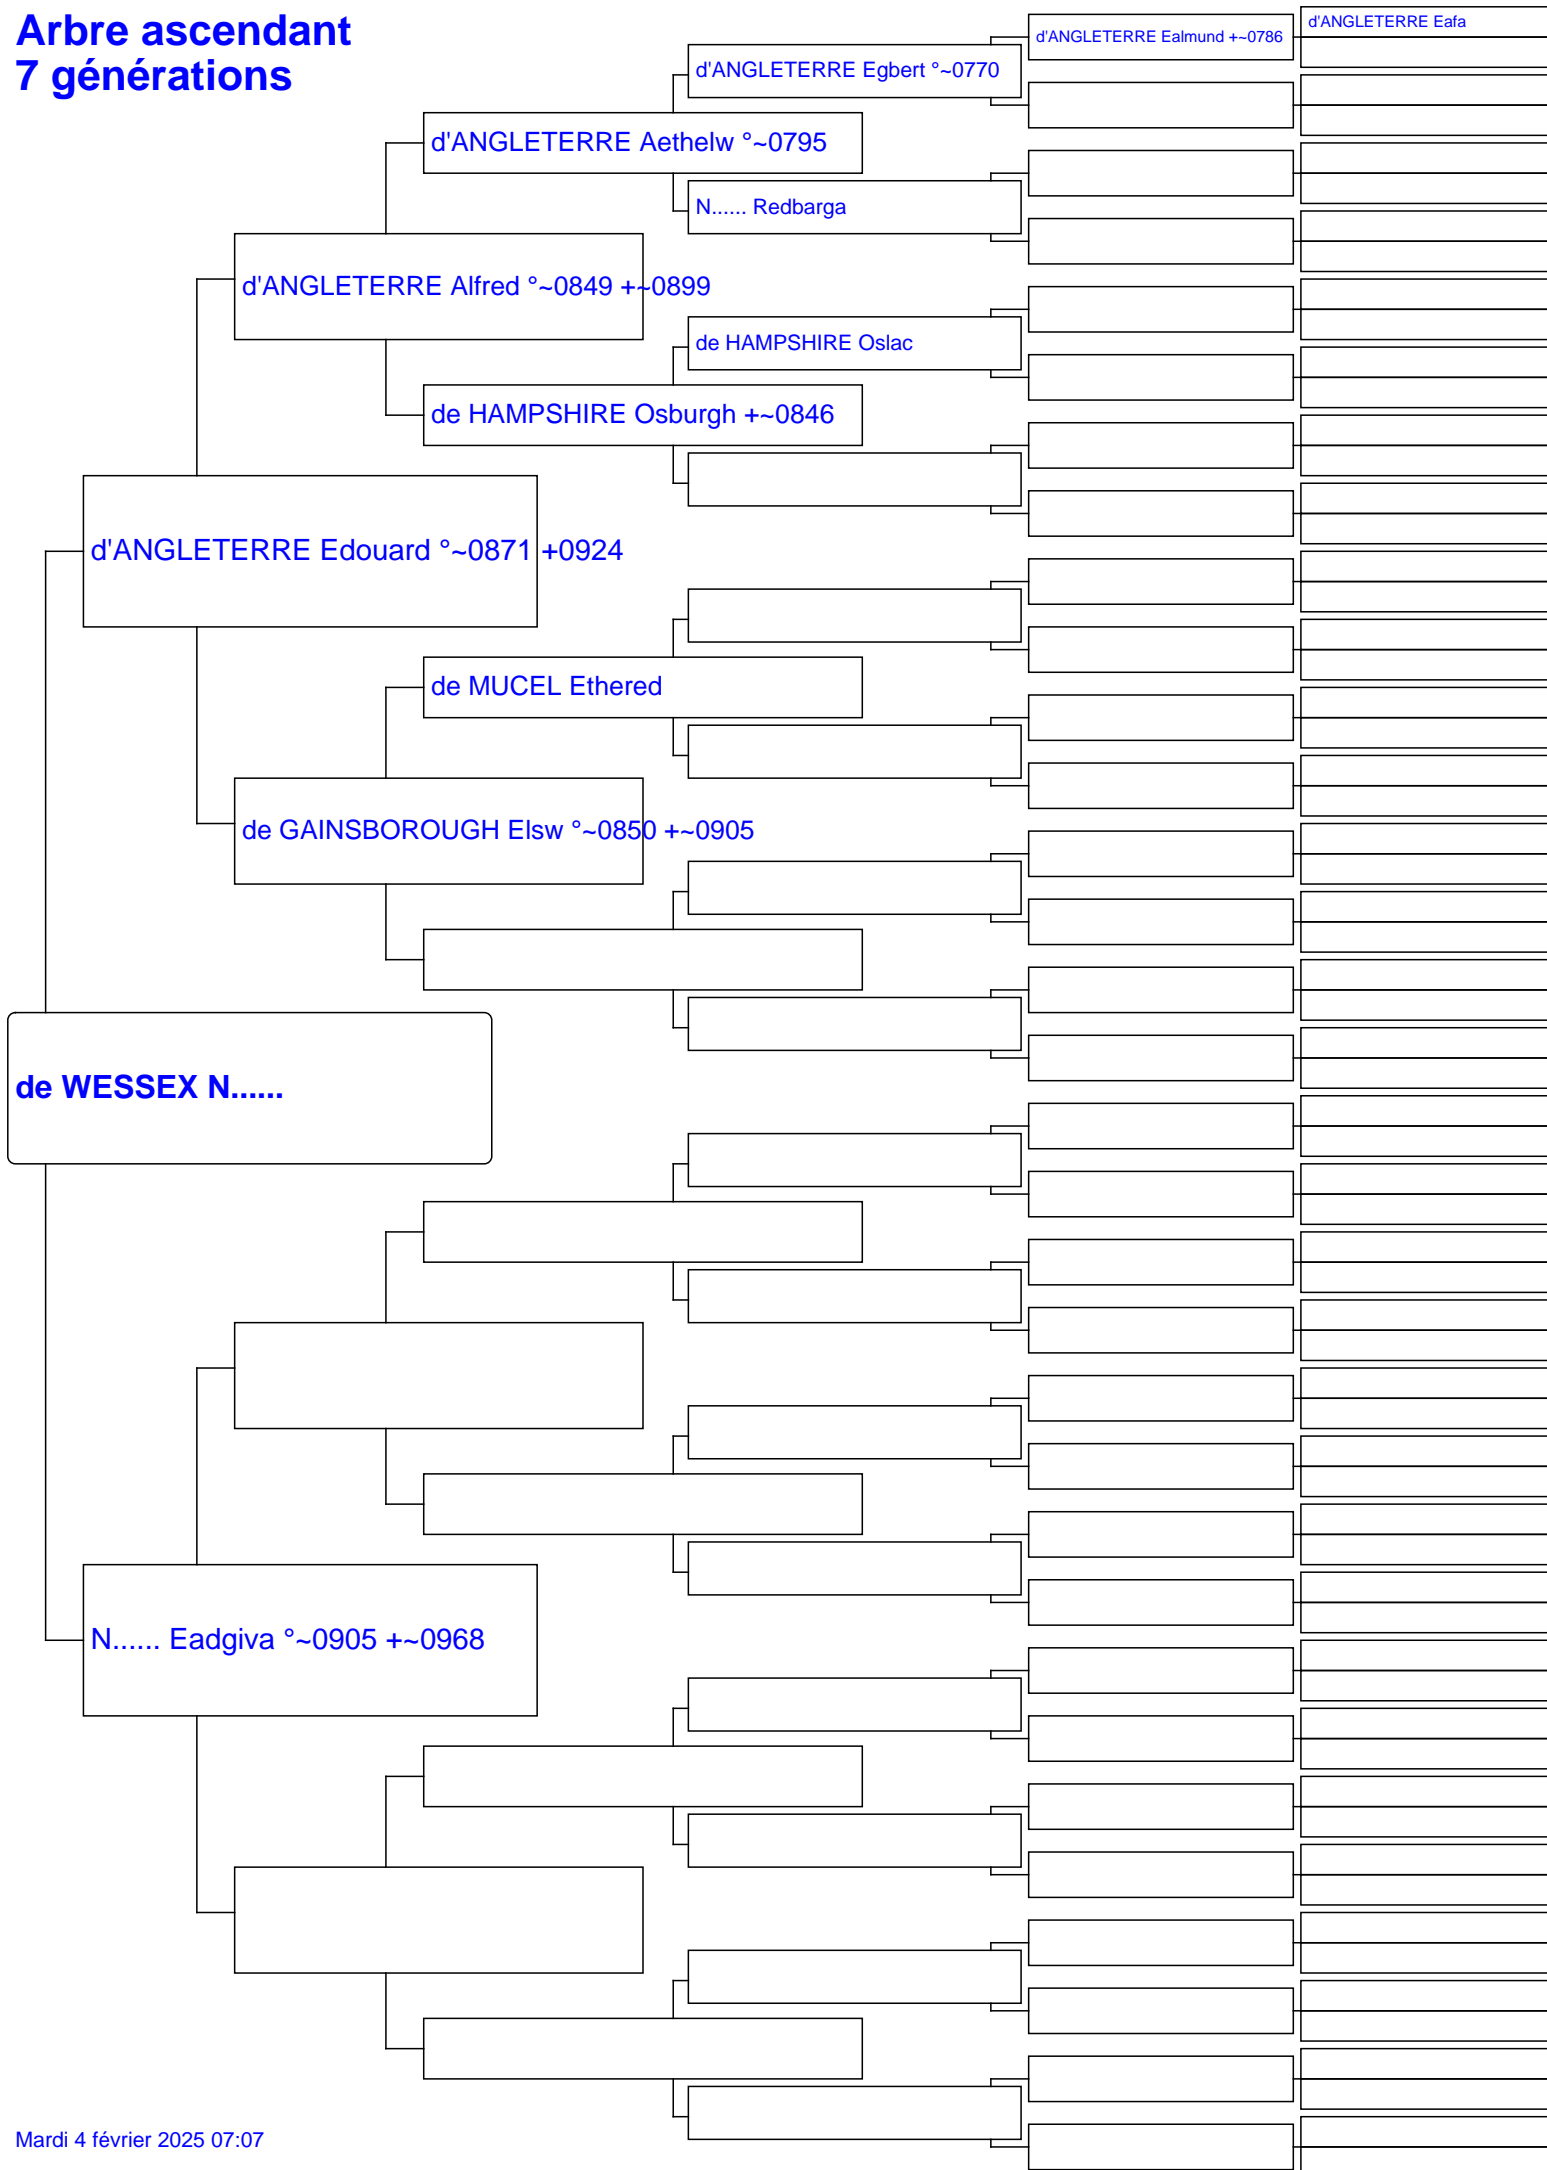 Arbre ascendant
7 générations
d'ANGLETERRE Eafa
d'ANGLETERRE Ealmund +~0786
d'ANGLETERRE Egbert °~0770
d'ANGLETERRE Aethelw °~0795
N...... Redbarga
d'ANGLETERRE Alfred °~0849 +~0899
de HAMPSHIRE Oslac
de HAMPSHIRE Osburgh +~0846
d'ANGLETERRE Edouard °~0871 +0924
de MUCEL Ethered
de GAINSBOROUGH Elsw °~0850 +~0905
de WESSEX N......
N...... Eadgiva °~0905 +~0968
Mardi 4 février 2025 07:07